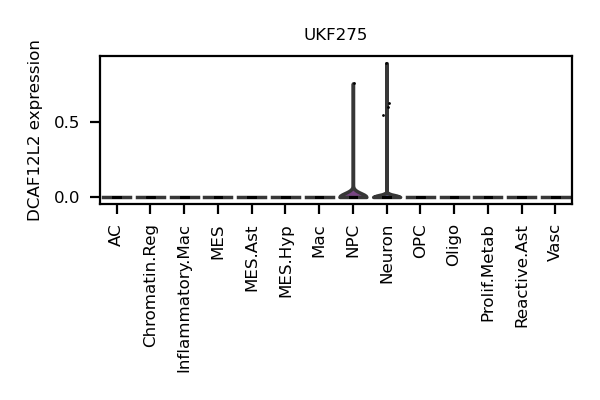 UKF275
DCAF12L2 expression
0.5
0.0
AC
Chromatin.Reg
Inflammatory.Mac
MES
MES.Ast
MES.Hyp
Mac
NPC
Neuron
OPC
Oligo
Prolif.Metab
Reactive.Ast
Vasc